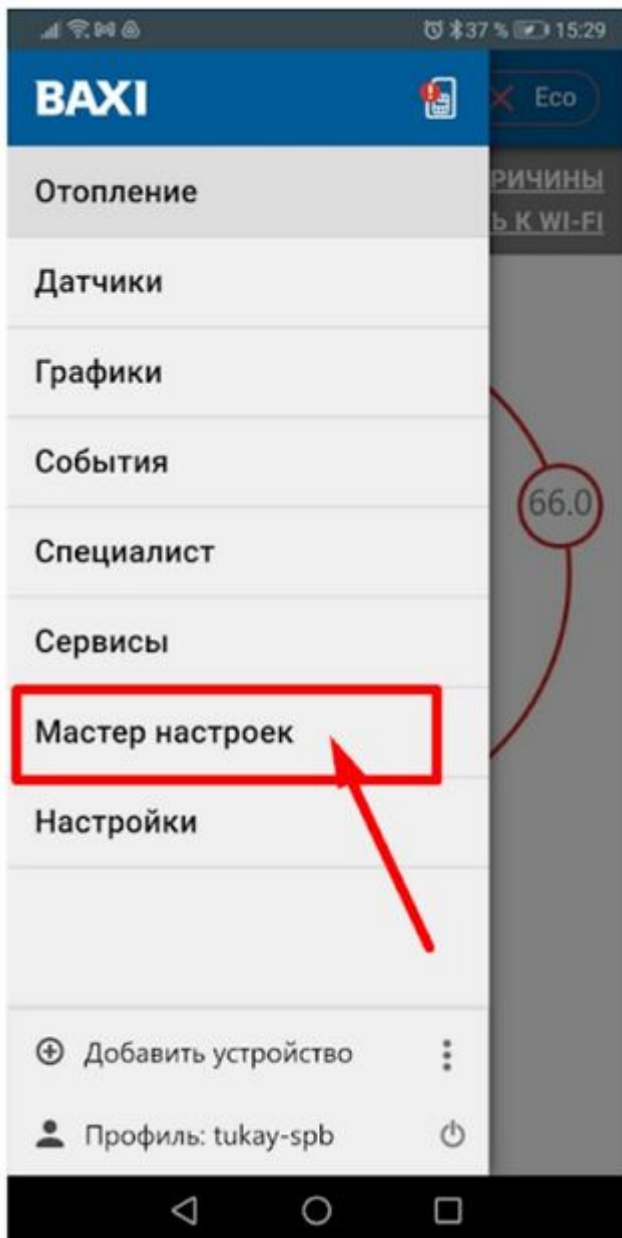 37 % 15:29
BAXI
Eco
Отопление
РИЧИНЫ
Ь К WI-FI
Датчики
Графики
События
66.0
Специалист
Сервисы
Мастер настроек
Настройки
Добавить устройство
Профиль: tukay-spb